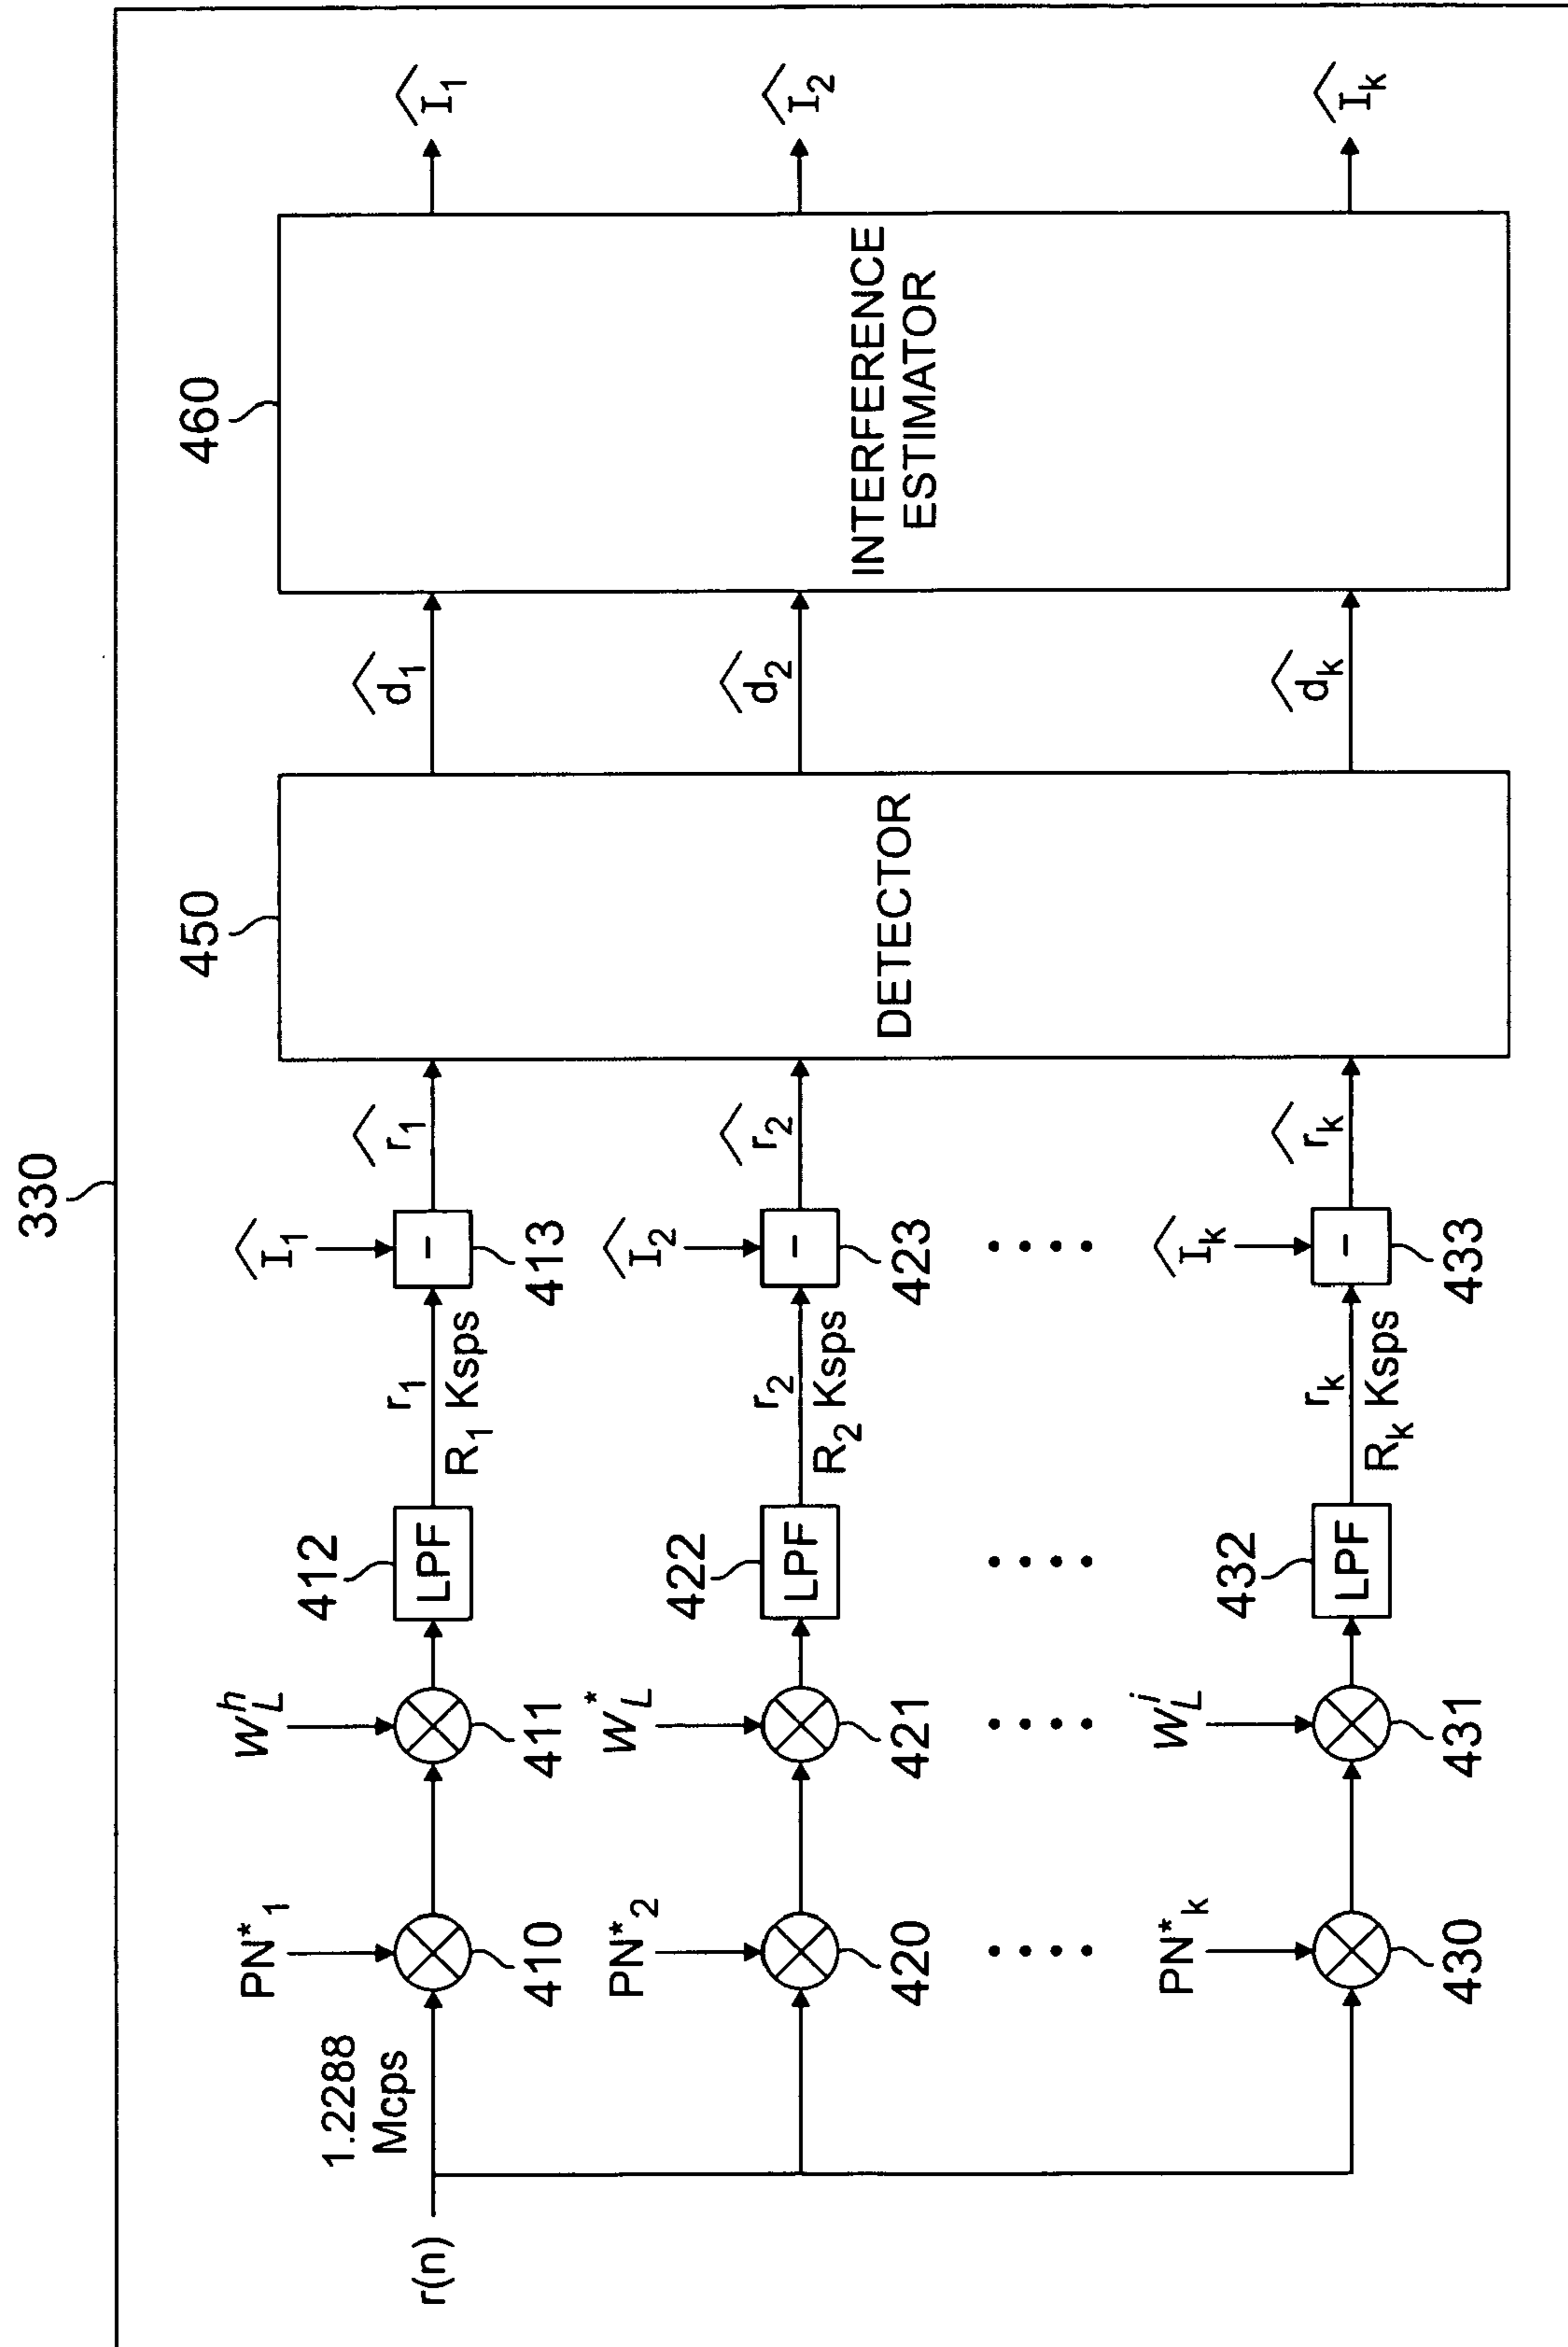 330
460
450
1.2288
Mcps
r(n)
PN*₁
410
W_L^h
411
412
LPF
r₁
R₁ Ksps
Î₁
−
413
r̂₁
d̂₁
Î₁
PN*₂
420
W_L^*
421
422
LPF
r₂
R₂ Ksps
Î₂
−
423
r̂₂
d̂₂
Î₂
DETECTOR
INTERFERENCE
ESTIMATOR
PN*ₖ
430
W_L^i
431
432
LPF
rₖ
Rₖ Ksps
Îₖ
−
433
r̂ₖ
d̂ₖ
Îₖ